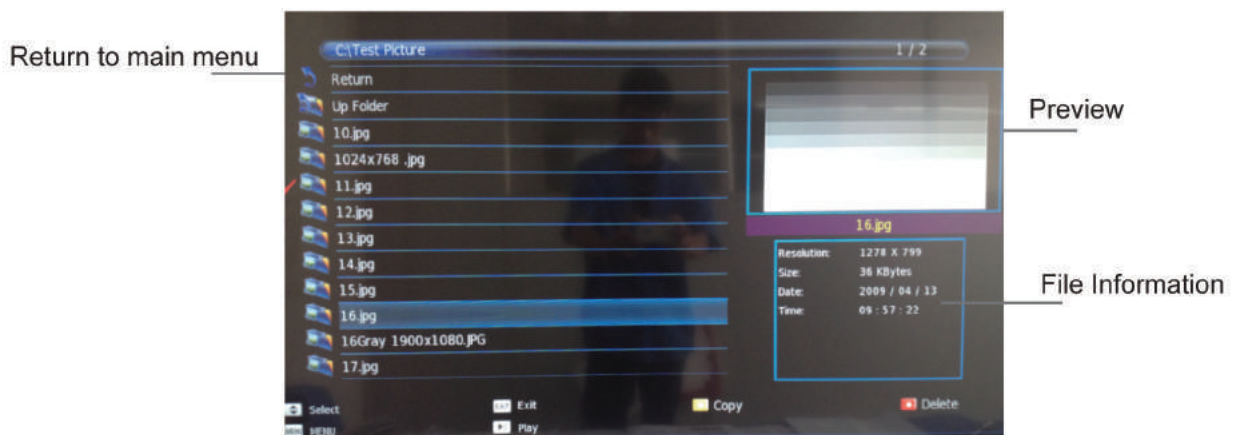 Return to main menu
C:\Test Picture 1 / 2
Return
Up Folder
10.jpg
1024x768 .jpg
11.jpg
12.jpg
13.jpg
14.jpg
15.jpg
16.jpg
16Gray 1900x1080.JPG
17.jpg
Preview
16.jpg
Resolution: 1278 X 799
Size: 36 KBytes
Date: 2009 / 04 / 13
Time: 09 : 57 : 22
File Information
Select EXIT Exit Copy Delete
MENU MENU Play